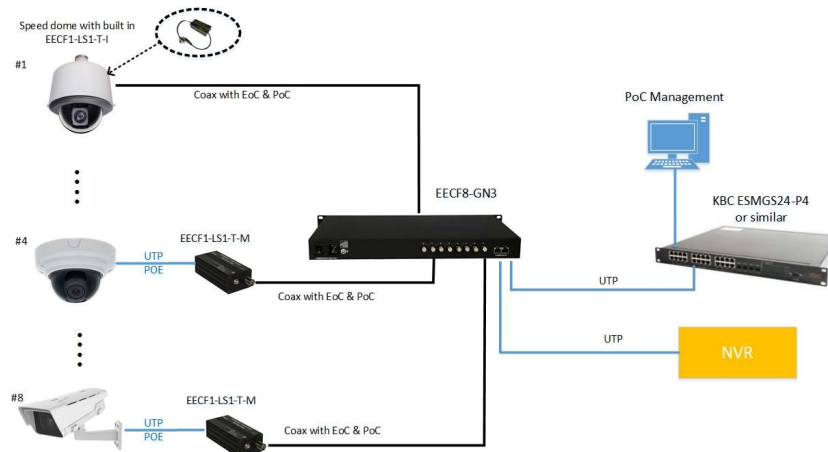 Speed dome with built in
EECF1-LS1-T-I
#1
Coax with EoC & PoC
PoC Management
EECF8-GN3
KBC ESMGS24-P4
or similar
#4
UTP
POE
EECF1-LS1-T-M
Coax with EoC & PoC
UTP
UTP
NVR
#8
UTP
POE
EECF1-LS1-T-M
Coax with EoC & PoC